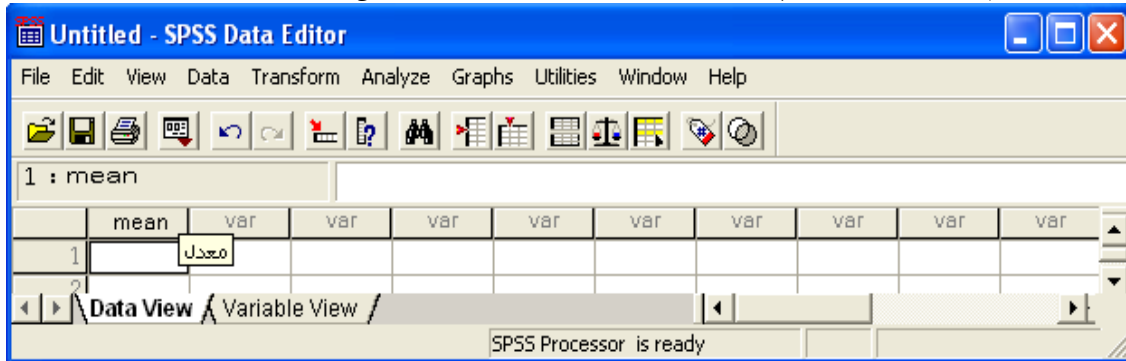 Untitled - SPSS Data Editor
File Edit View Data Transform Analyze Graphs Utilities Window Help
1 : mean
mean var var var var var var var var var
1
معدل
2
Data View Variable View
SPSS Processor is ready